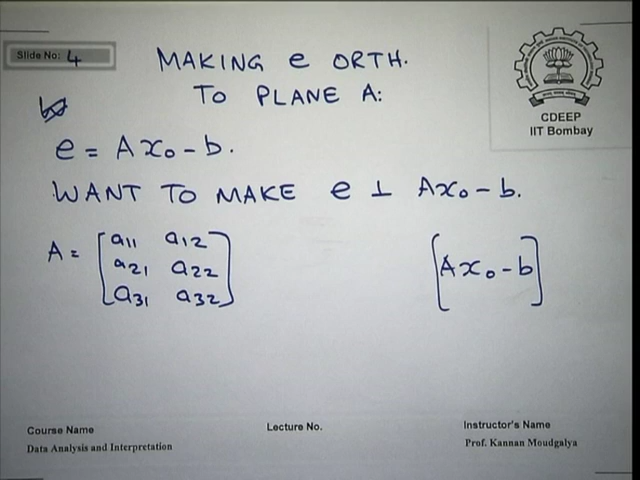 Slide No: 4
MAKING e ORTH.
TO PLANE A:
CDEEP
IIT Bombay
e = Ax₀ - b.
WANT TO MAKE e ⊥ Ax₀ - b.
A = [a11 a12
a21 a22
a31 a32]
[Ax₀ - b]
Course Name
Lecture No.
Instructor's Name
Data Analysis and Interpretation
Prof. Kannan Moudgalya